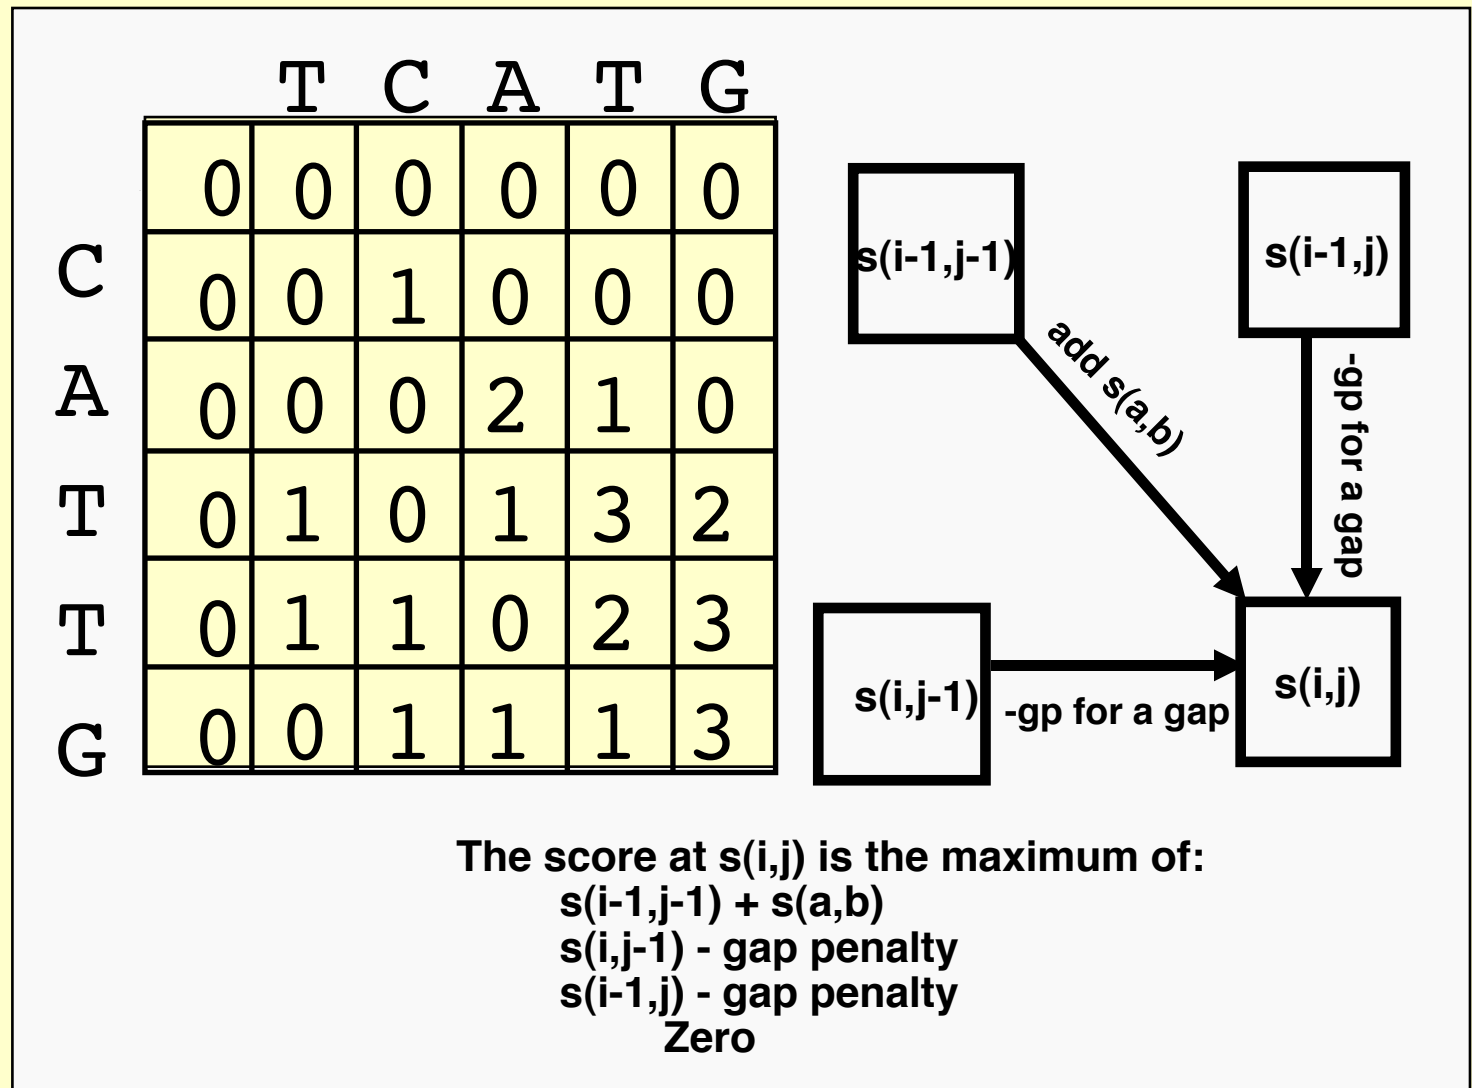 T C A T G
0 0 0 0 0 0
C 0 0 1 0 0 0
A 0 0 0 2 1 0
T 0 1 0 1 3 2
T 0 1 1 0 2 3
G 0 0 1 1 1 3
s(i-1,j-1)
s(i-1,j)
add s(a,b)
-gp for a gap
s(i,j-1)
-gp for a gap
s(i,j)
The score at s(i,j) is the maximum of:
s(i-1,j-1) + s(a,b)
s(i,j-1) - gap penalty
s(i-1,j) - gap penalty
Zero